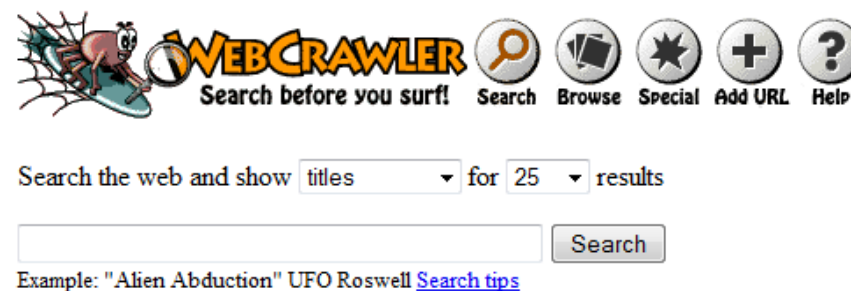 WEBCRAWLER
Search before you surf!
Search Browse Special Add URL Help
Search the web and show titles for 25 results
Search
Example: "Alien Abduction" UFO Roswell Search tips